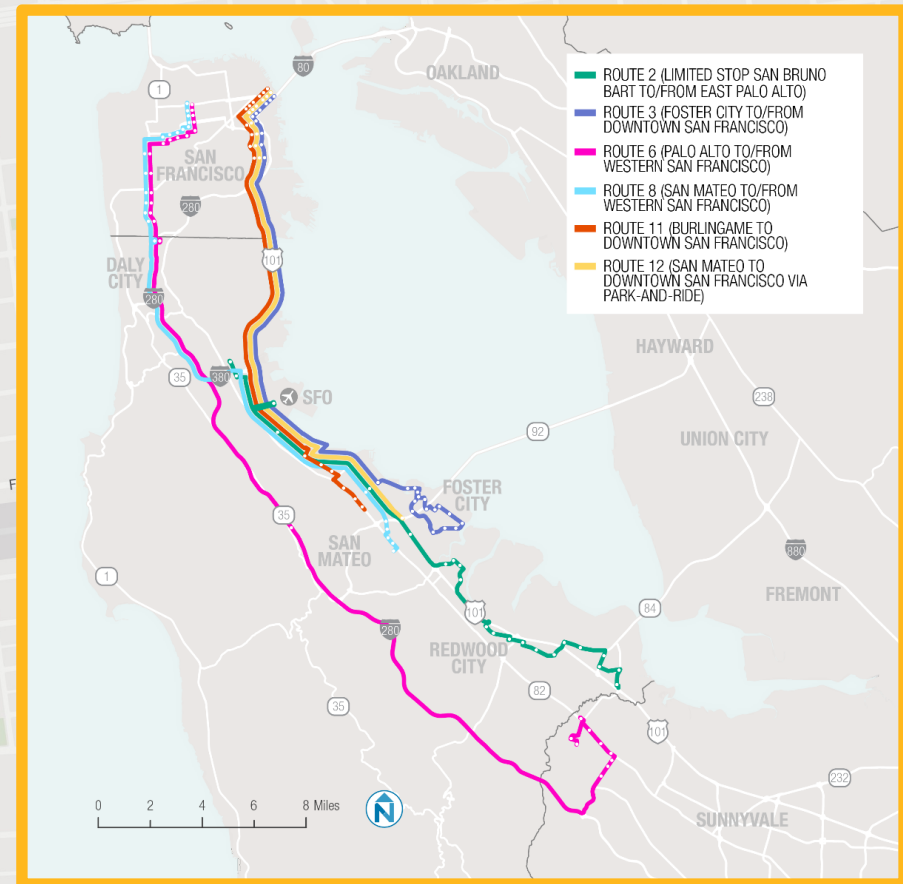 ROUTE 2 (LIMITED STOP SAN BRUNO
BART TO/FROM EAST PALO ALTO)
ROUTE 3 (FOSTER CITY TO/FROM
DOWNTOWN SAN FRANCISCO)
ROUTE 6 (PALO ALTO TO/FROM
WESTERN SAN FRANCISCO)
ROUTE 8 (SAN MATEO TO/FROM
WESTERN SAN FRANCISCO)
ROUTE 11 (BURLINGAME TO
DOWNTOWN SAN FRANCISCO)
ROUTE 12 (SAN MATEO TO
DOWNTOWN SAN FRANCISCO VIA
PARK-AND-RIDE)
80
OAKLAND
1
SAN
FRANCISCO
280
101
DALY
CITY
280
35
380
SFO
HAYWARD
238
92
UNION CITY
FOSTER
CITY
35
SAN
MATEO
880
1
FREMONT
84
101
280
REDWOOD
CITY
82
35
101
232
SUNNYVALE
0 2 4 6 8 Miles
N
F